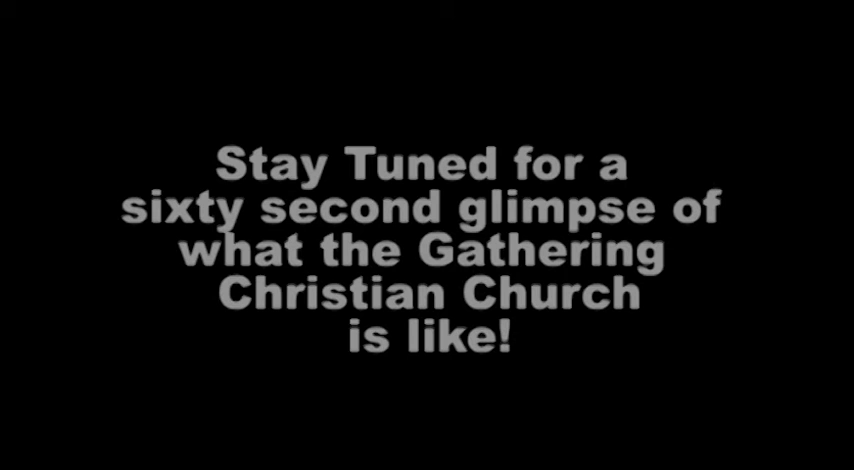 Stay Tuned for a
sixty second glimpse of
what the Gathering
Christian Church
is like!